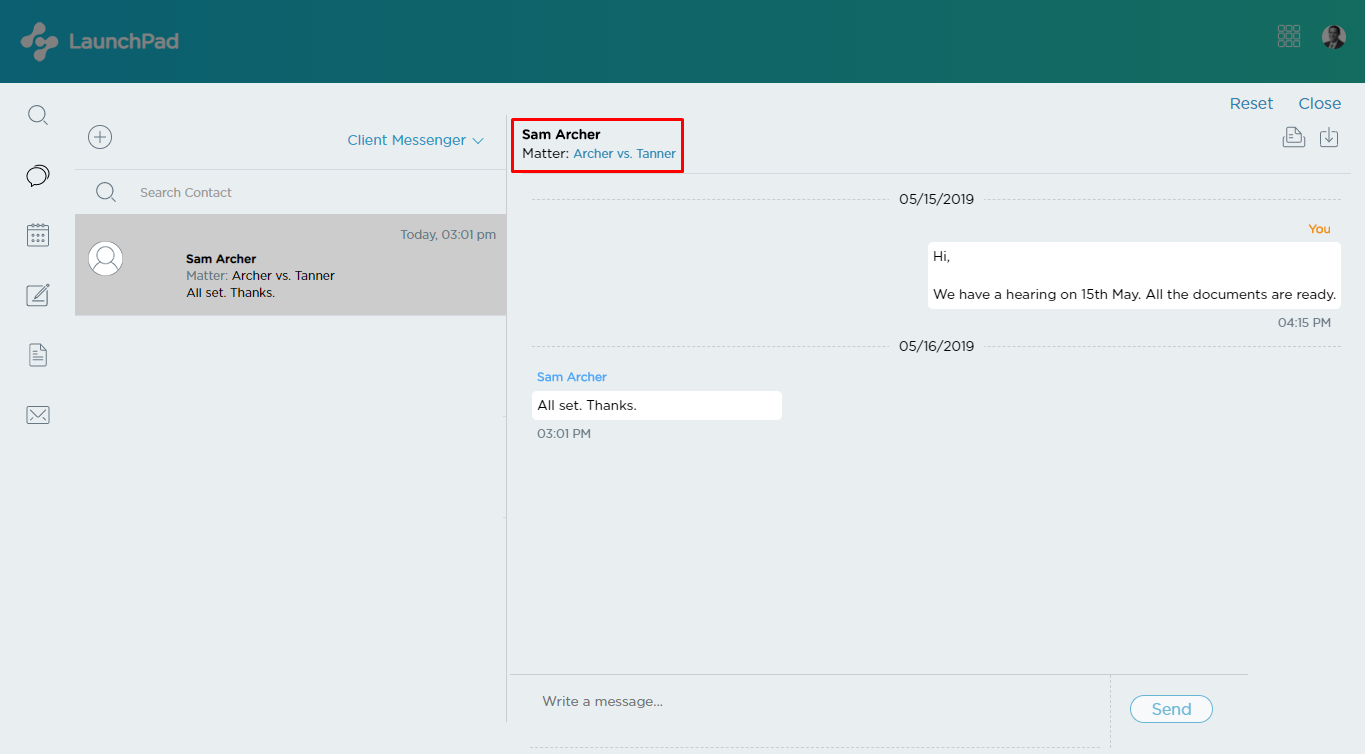 LaunchPad
Reset
Close
Client Messenger
Search Contact
Today, 03:01 pm
Sam Archer
Matter: Archer vs. Tanner
All set. Thanks.
Sam Archer
Matter: Archer vs. Tanner
05/15/2019
You
Hi,
We have a hearing on 15th May. All the documents are ready.
04:15 PM
05/16/2019
Sam Archer
All set. Thanks.
03:01 PM
Write a message...
Send